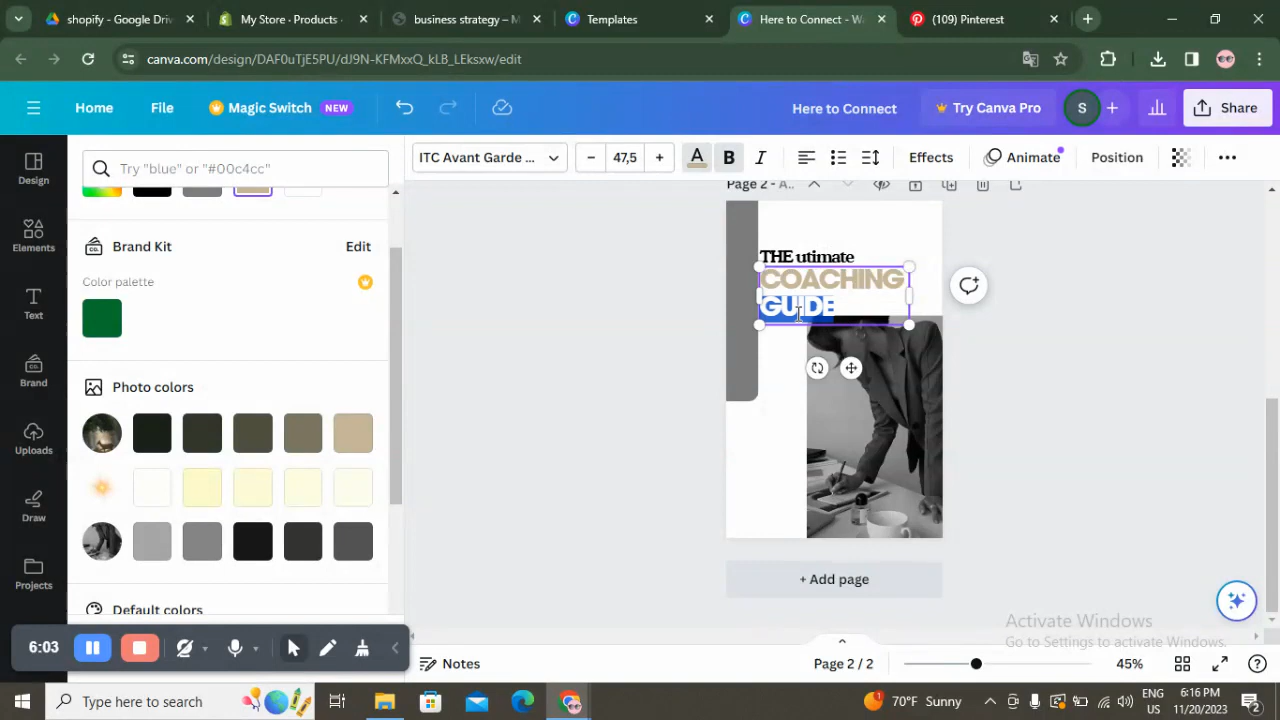 shopify - Google Driv
My Store · Products ·
business strategy – M
Templates
Here to Connect - Wa
(109) Pinterest
canva.com/design/DAF0uTjE5PU/dJ9N-KFMxxQ_kLB_LEksxw/edit
Home
File
Magic Switch
NEW
Here to Connect
Try Canva Pro
S
Share
Try "blue" or "#00c4cc"
ITC Avant Garde ...
47,5
A
B
I
Effects
Animate
Position
Design
Elements
Text
Brand
Uploads
Draw
Projects
Brand Kit
Edit
Color palette
Photo colors
Default colors
Page 2 - A..
THE utimate
COACHING
GUIDE
+ Add page
Activate Windows
Go to Settings to activate Windows.
6:03
Notes
Page 2 / 2
45%
Type here to search
70°F Sunny
ENG
US
6:16 PM
11/20/2023
2